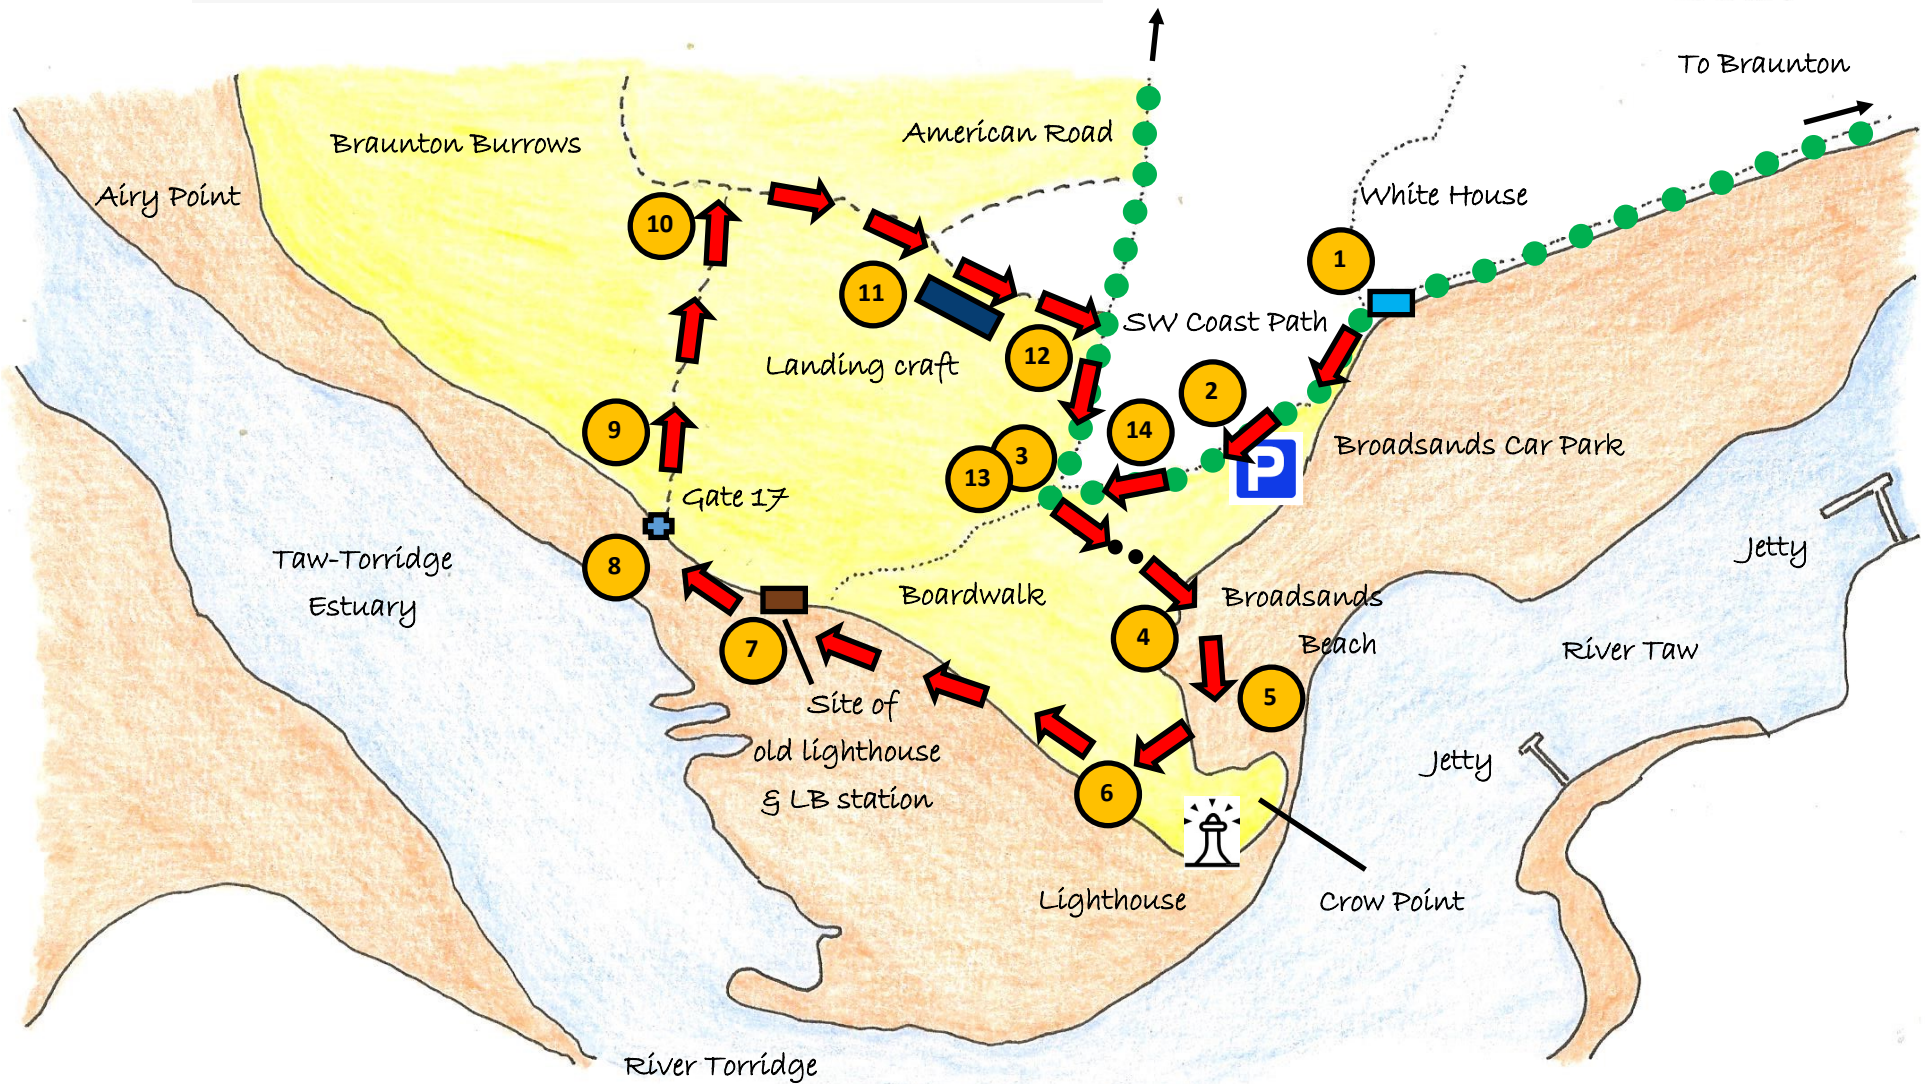 To Braunton
American Road
Braunton Burrows
Airy Point
White House
10
1
11
SW Coast Path
12
Landing craft
2
9
14
3
13
Broadsands Car Park
P
Gate 17
Jetty
Taw-Torridge
Estuary
8
Boardwalk
Broadsands
Beach
4
7
River Taw
5
Site of
old lighthouse
& LB station
Jetty
6
Lighthouse
Crow Point
River Torridge